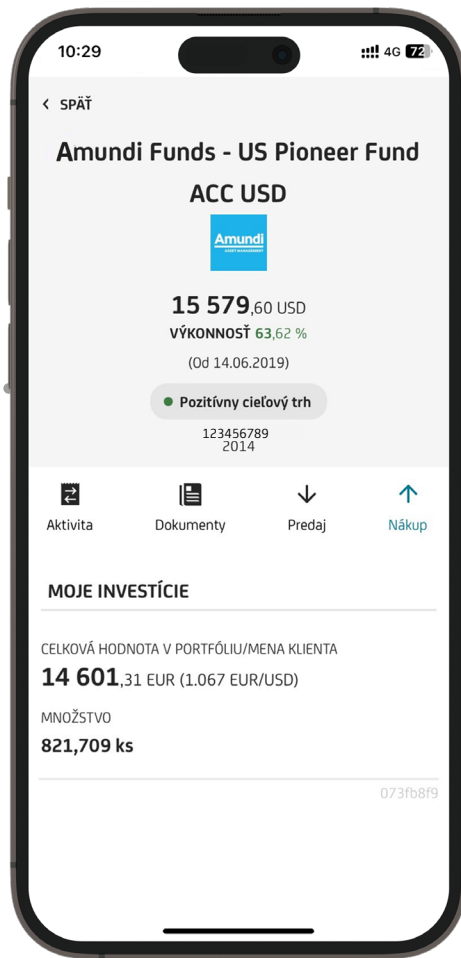 10:29
4G 72
SPÄŤ
Amundi Funds - US Pioneer Fund
ACC USD
Amundi
ASSET MANAGEMENT
15 579,60 USD
VÝKONNOSŤ 63,62 %
(Od 14.06.2019)
Pozitívny cieľový trh
123456789
2014
Aktivita
Dokumenty
Predaj
Nákup
MOJE INVESTÍCIE
CELKOVÁ HODNOTA V PORTFÓLIU/MENA KLIENTA
14 601,31 EUR (1.067 EUR/USD)
MNOŽSTVO
821,709 ks
073fb8f9